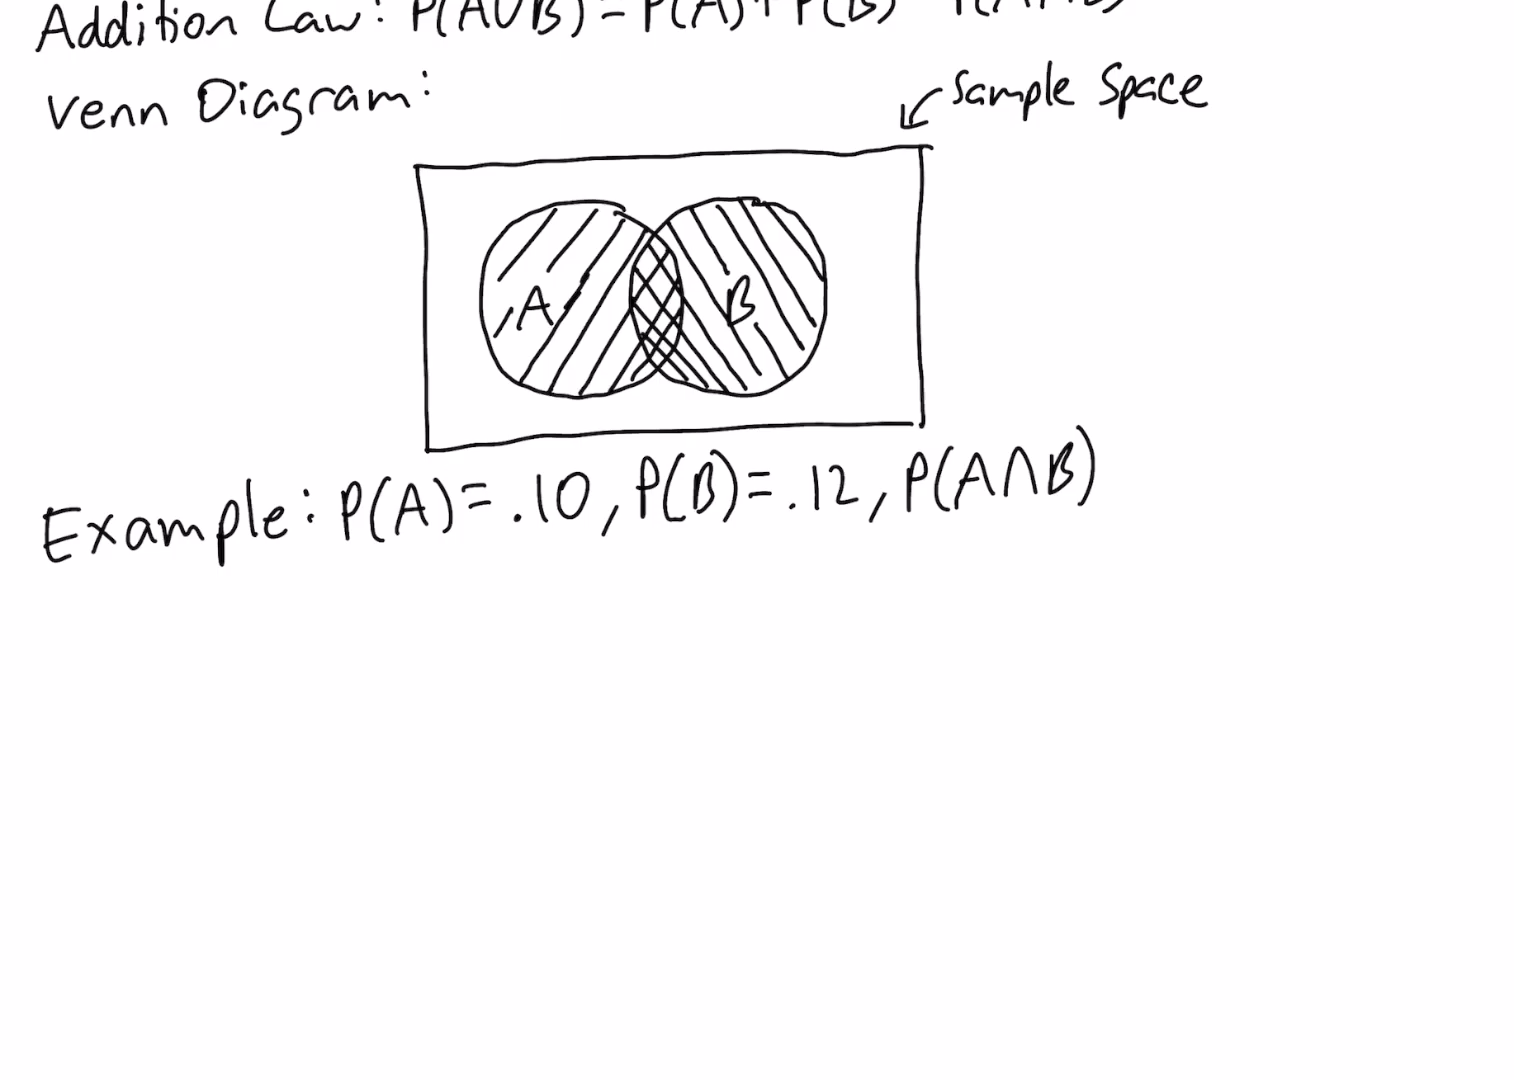 Addition Law: P(A∪B) = P(A) + P(B) - P(A∩B)
Venn Diagram:
Sample Space
A B
Example: P(A) = .10, P(B) = .12, P(A∩B)